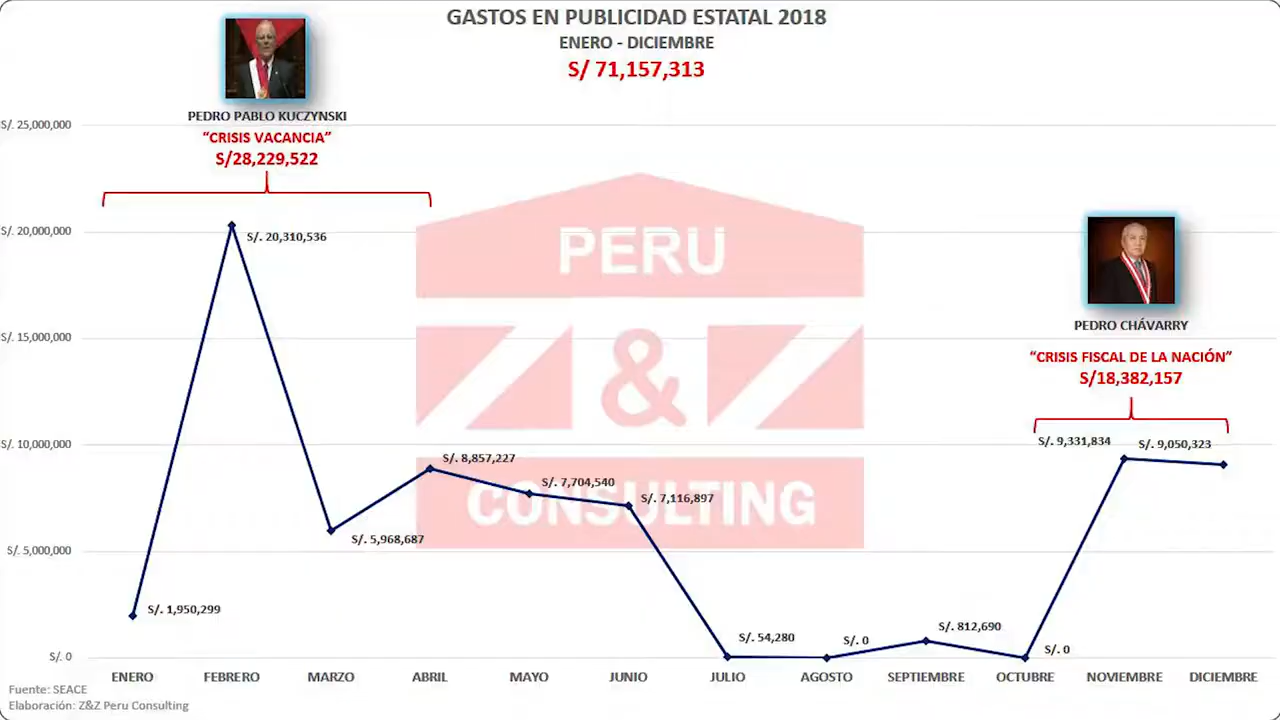 GASTOS EN PUBLICIDAD ESTATAL 2018
ENERO - DICIEMBRE
S/ 71,157,313
PEDRO PABLO KUCZYNSKI
"CRISIS VACANCIA"
S/28,229,522
S/. 25,000,000
S/. 20,000,000
S/. 15,000,000
S/. 10,000,000
S/. 5,000,000
S/. 0
PERU
Z&Z
CONSULTING
PEDRO CHÁVARRY
"CRISIS FISCAL DE LA NACIÓN"
S/18,382,157
S/. 1,950,299
S/. 20,310,536
S/. 5,968,687
S/. 8,857,227
S/. 7,704,540
S/. 7,116,897
S/. 54,280
S/. 0
S/. 812,690
S/. 0
S/. 9,331,834
S/. 9,050,323
ENERO
FEBRERO
MARZO
ABRIL
MAYO
JUNIO
JULIO
AGOSTO
SEPTIEMBRE
OCTUBRE
NOVIEMBRE
DICIEMBRE
Fuente: SEACE
Elaboración: Z&Z Peru Consulting